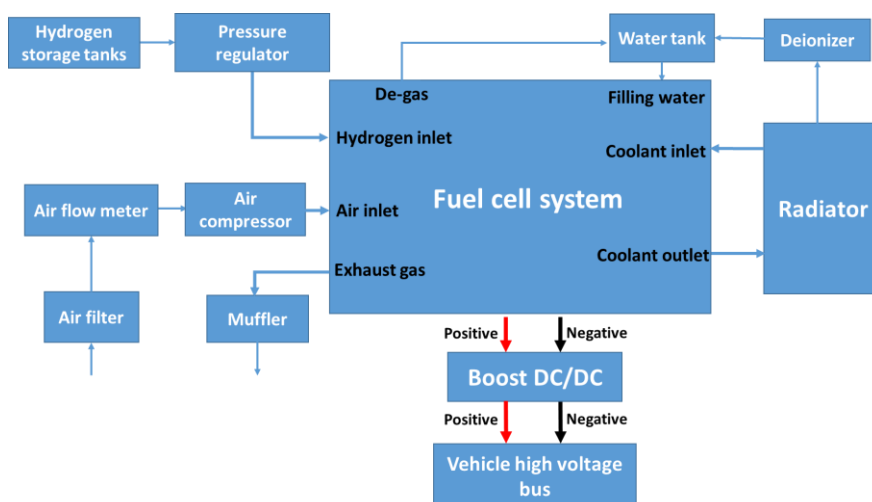 Hydrogen
storage tanks
Pressure
regulator
Water tank
Deionizer
De-gas
Filling water
Hydrogen inlet
Coolant inlet
Air flow meter
Air
compressor
Air inlet
Fuel cell system
Radiator
Coolant outlet
Exhaust gas
Air filter
Muffler
Positive
Negative
Boost DC/DC
Positive
Negative
Vehicle high voltage
bus